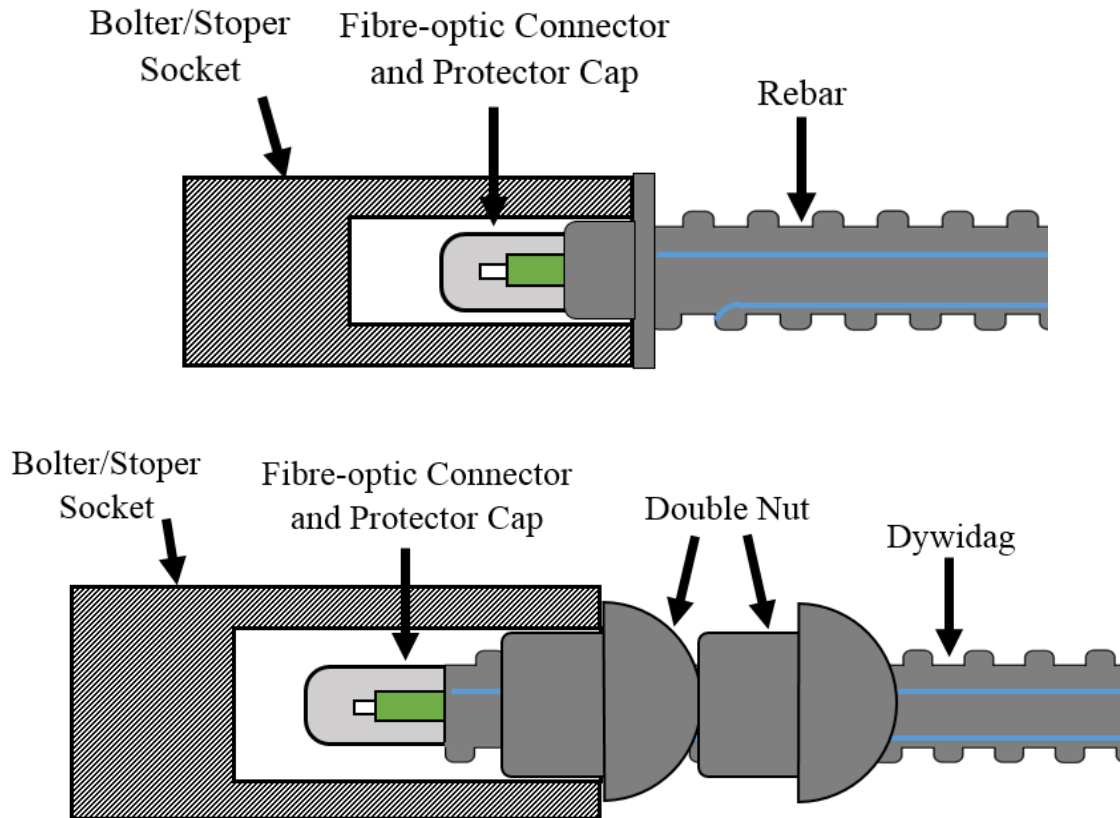 Bolter/Stoper
Socket
Fibre-optic Connector
and Protector Cap
Rebar
Bolter/Stoper
Socket
Fibre-optic Connector
and Protector Cap
Double Nut
Dywidag